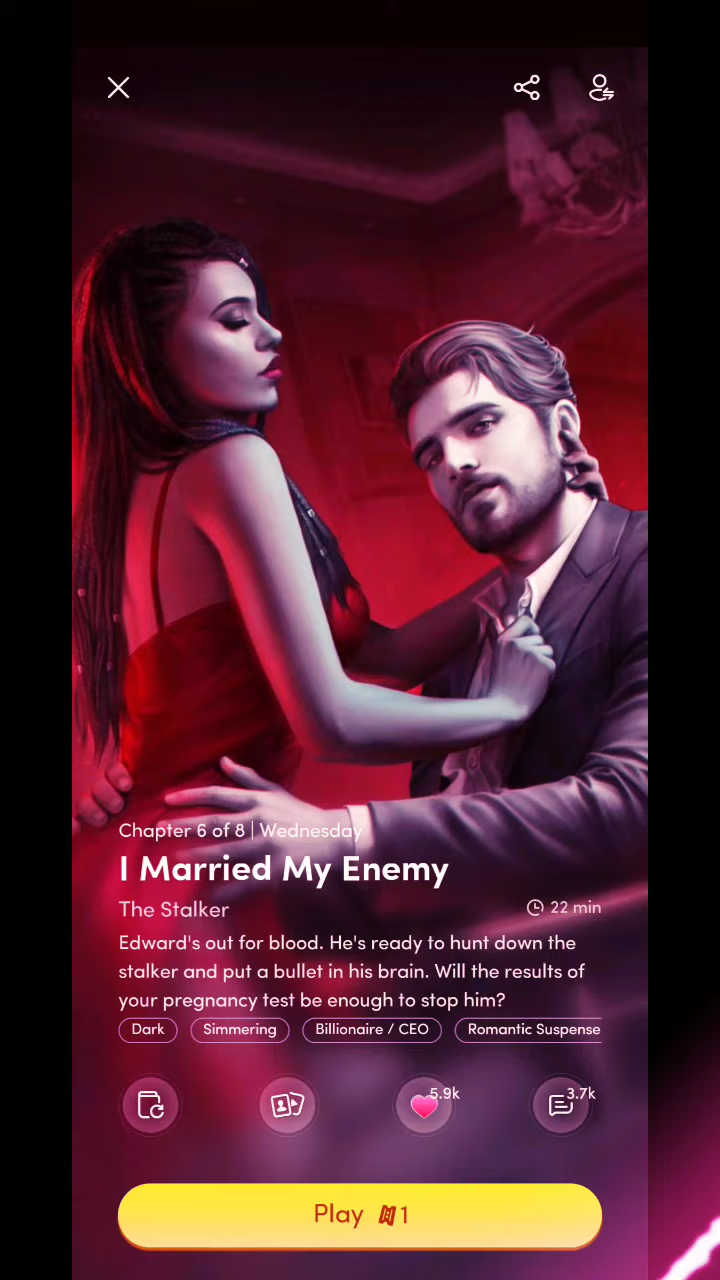 Chapter 6 of 8 | Wednesday
I Married My Enemy
The Stalker
22 min
Edward's out for blood. He's ready to hunt down the
stalker and put a bullet in his brain. Will the results of
your pregnancy test be enough to stop him?
Dark
Simmering
Billionaire / CEO
Romantic Suspense
5.9k
3.7k
Play 1